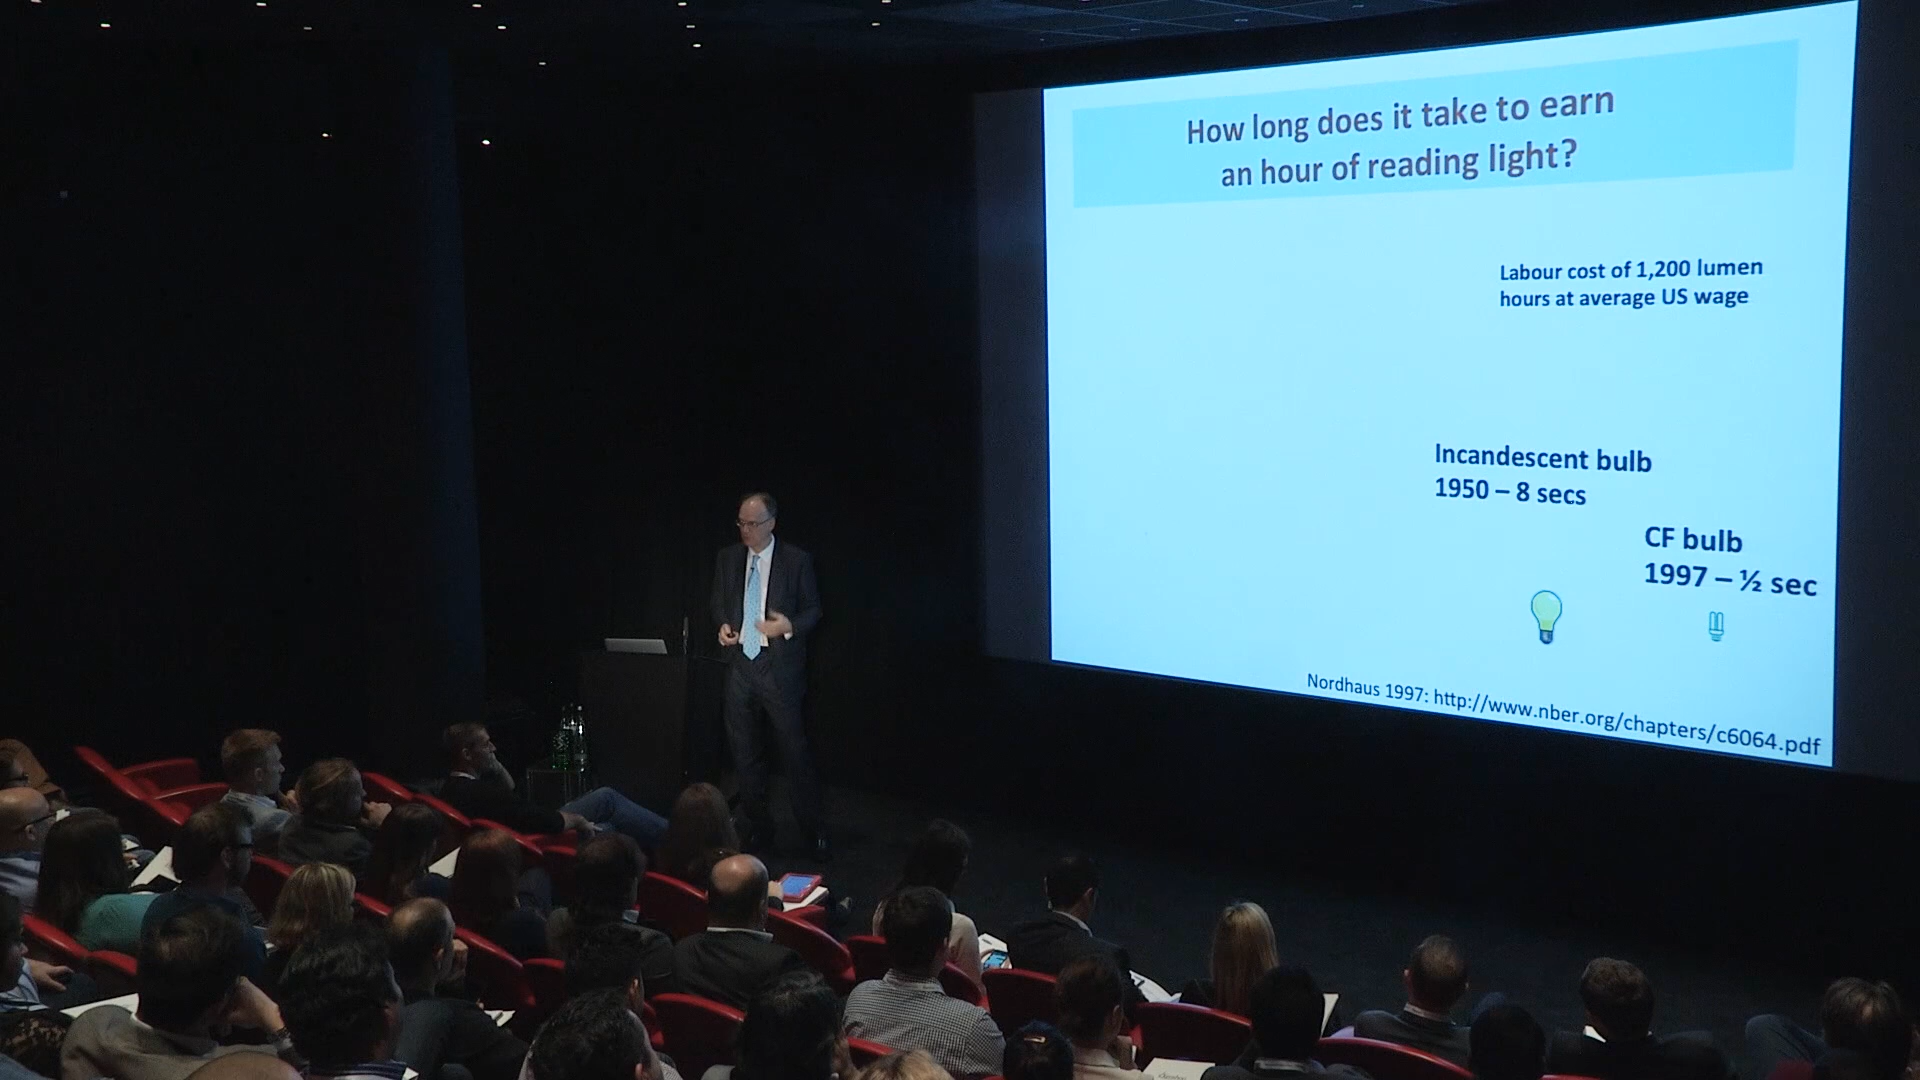 How long does it take to earn
an hour of reading light?
Labour cost of 1,200 lumen
hours at average US wage
Incandescent bulb
1950 – 8 secs
CF bulb
1997 – ½ sec
Nordhaus 1997: http://www.nber.org/chapters/c6064.pdf